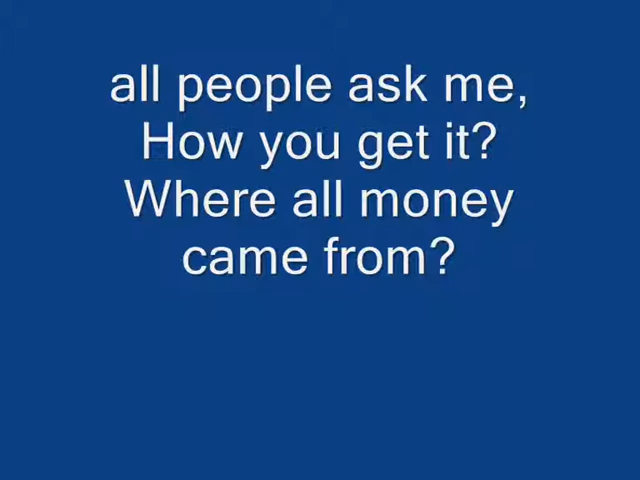 all people ask me,
How you get it?
Where all money
came from?